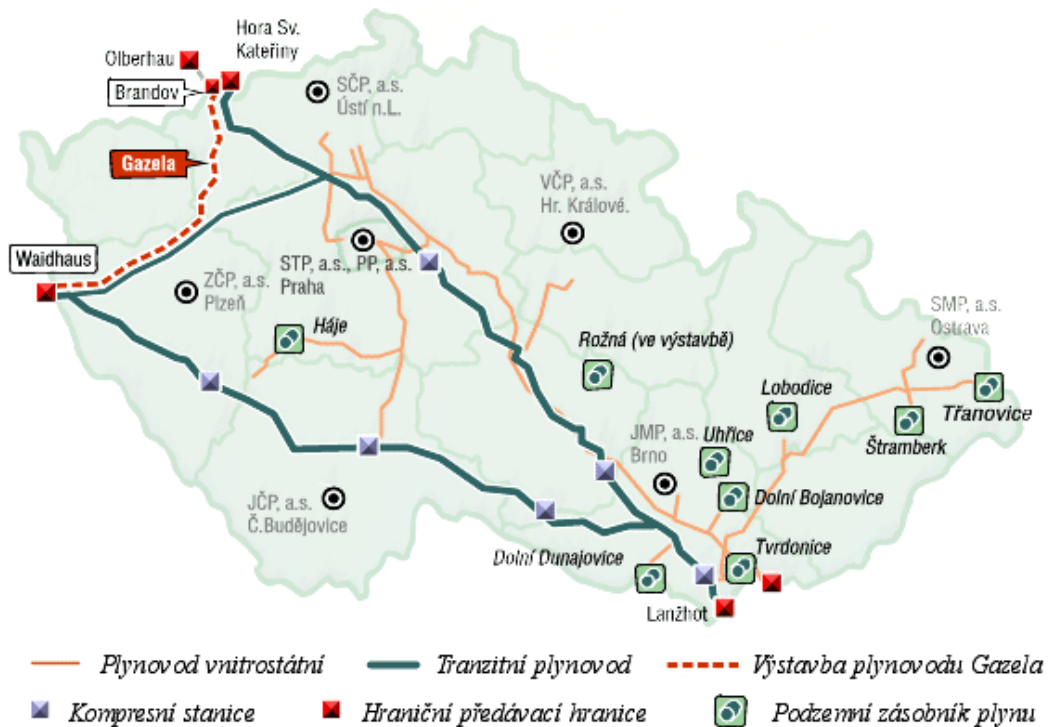 Hora Sv.
Kateřiny
Olberhau
Brandov
SČP, a.s.
Ústí n.L.
Gazela
VČP, a.s.
Hr. Králové.
Waidhaus
STP, a.s., PP, a.s.
Praha
ZČP, a.s.
Plzeň
Háje
Rožná (ve výstavbě)
SMP, a.s.
Ostrava
Lobodice
Třanovice
Štramberk
JMP, a.s.
Brno
Uhřice
Dolní Bojanovice
JČP, a.s.
Č.Budějovice
Dolní Dunajovice
Tvrdonice
Lanžhot
Plynovod vnitrostátní
Tranzitní plynovod
Výstavba plynovodu Gazela
Kompresní stanice
Hraniční předávací hranice
Podzemní zásobník plynu